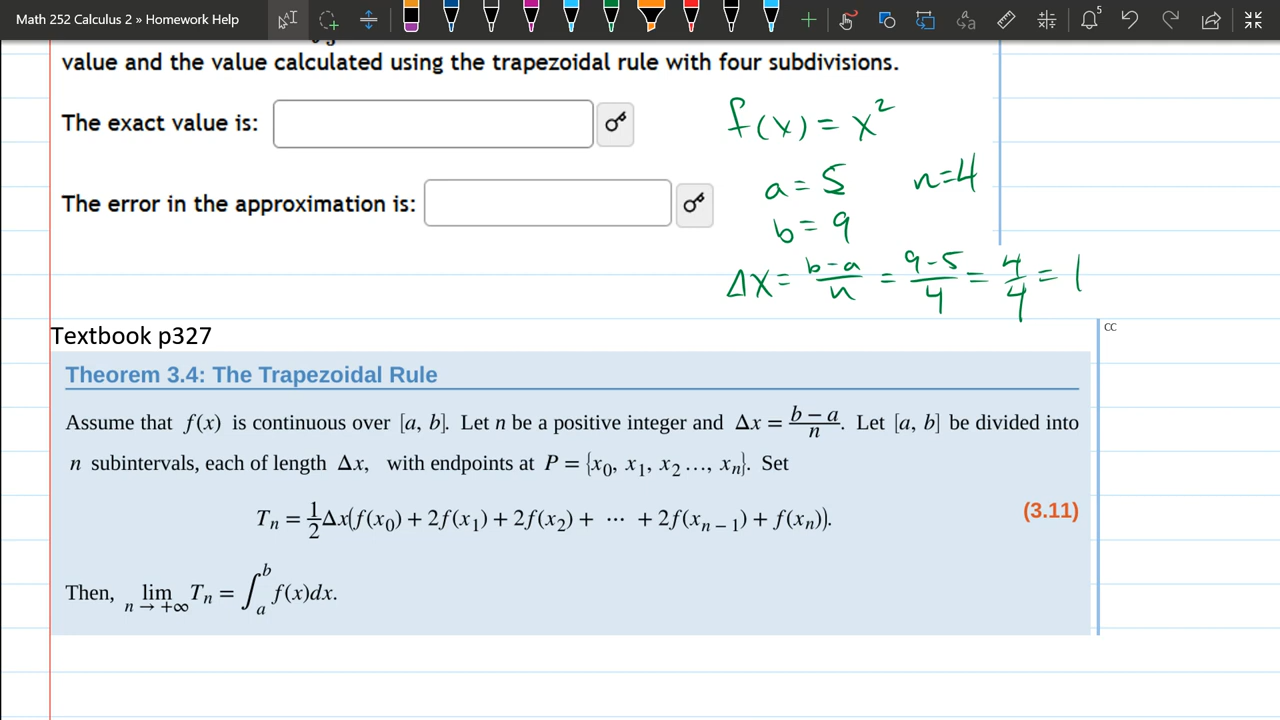 Math 252 Calculus 2 » Homework Help
5
value and the value calculated using the trapezoidal rule with four subdivisions.
The exact value is:
f(x) = x²
a = 5 n=4
The error in the approximation is:
b = 9
Δx = (b-a)/n = (9-5)/4 = 4/4 = 1
Textbook p327
cc
Theorem 3.4: The Trapezoidal Rule
Assume that f(x) is continuous over [a, b]. Let n be a positive integer and Δx = (b − a)/n. Let [a, b] be divided into
n subintervals, each of length Δx, with endpoints at P = {x₀, x₁, x₂ …, xₙ}. Set
Tₙ = 1/2 Δx(f(x₀) + 2f(x₁) + 2f(x₂) + ⋯ + 2f(xₙ ₋ ₁) + f(xₙ)). (3.11)
Then, lim n → +∞ Tₙ = ∫ₐᵇ f(x)dx.